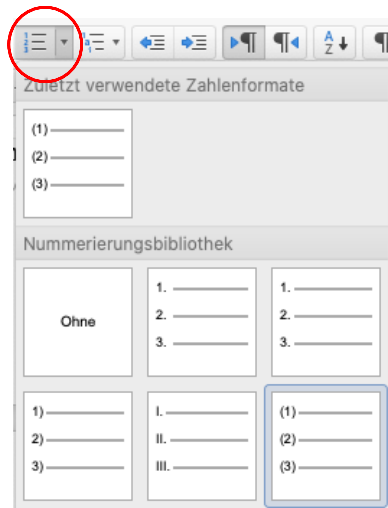 Zuletzt verwendete Zahlenformate
(1)
(2)
(3)
Nummerierungsbibliothek
Ohne
1.
2.
3.
1.
2.
3.
1)
2)
3)
I.
II.
III.
(1)
(2)
(3)